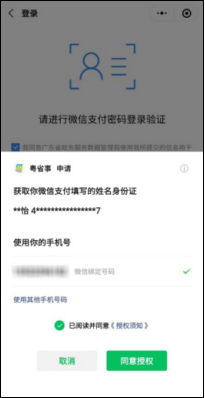 登录
请进行微信支付密码登录验证
粤省事 申请
获取你微信支付填写的姓名身份证
**怡 4****************7
使用你的手机号
微信绑定号码
使用其他手机号码
已阅读并同意《授权须知》
取消
同意授权